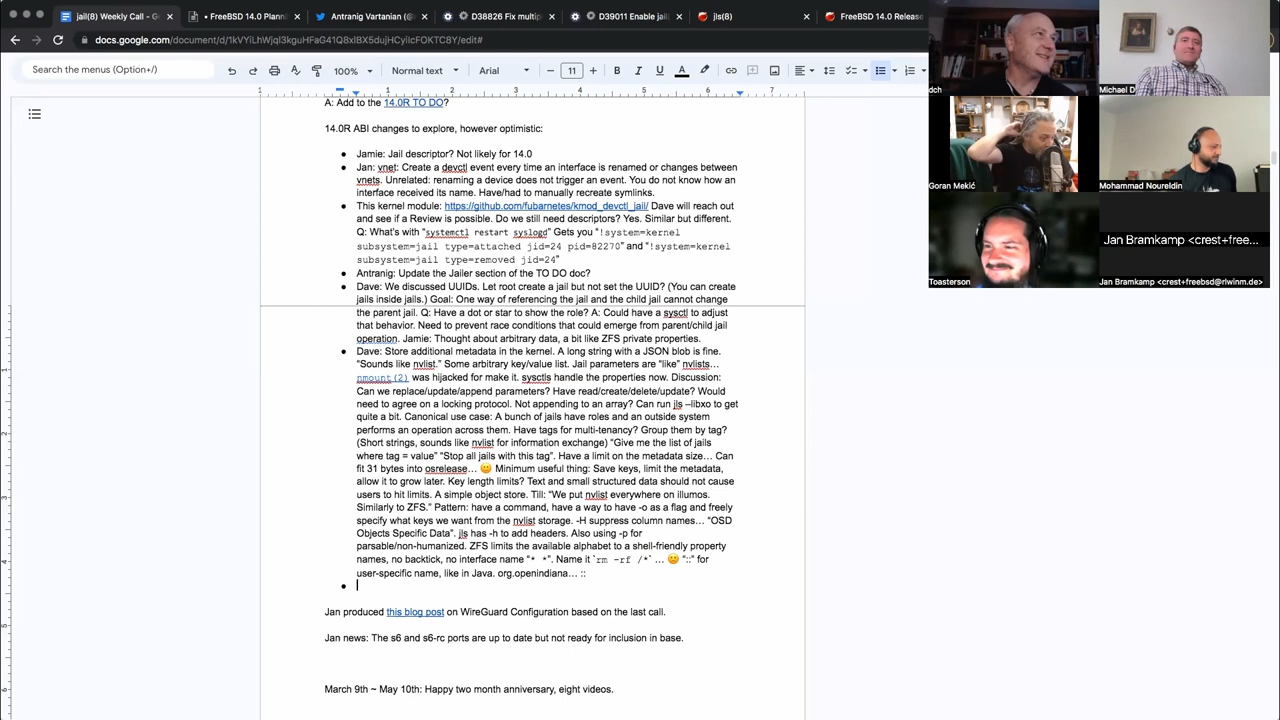 jail(8) Weekly Call - G
FreeBSD 14.0 Plann
Antranig Vartanian (@
D38826 Fix multip
D39011 Enable jail
jls(8)
FreeBSD 14.0 Releas
docs.google.com
Search the menus (Option+/)
100%
Normal text
Arial
11
B I U A
1 1 2 3 4 5 6 7
A: Add to the 14.0R TO DO?
14.0R ABI changes to explore, however optimistic:
● Jamie: Jail descriptor? Not likely for 14.0
● Jan: vnet: Create a devctl event every time an interface is renamed or changes between
vnets. Unrelated: renaming a device does not trigger an event. You do not know how an
interface received its name. Have/had to manually recreate symlinks.
● This kernel module: https://github.com/fubarnetes/kmod_devctl_jail/ Dave will reach out
and see if a Review is possible. Do we still need descriptors? Yes. Similar but different.
Q: What's with "systemctl restart syslogd" Gets you "!system=kernel
subsystem=jail type=attached jid=24 pid=82270" and "!system=kernel
subsystem=jail type=removed jid=24"
● Antranig: Update the Jailer section of the TO DO doc?
● Dave: We discussed UUIDs. Let root create a jail but not set the UUID? (You can create
jails inside jails.) Goal: One way of referencing the jail and the child jail cannot change
the parent jail. Q: Have a dot or star to show the role? A: Could have a sysctl to adjust
that behavior. Need to prevent race conditions that could emerge from parent/child jail
operation. Jamie: Thought about arbitrary data, a bit like ZFS private properties.
● Dave: Store additional metadata in the kernel. A long string with a JSON blob is fine.
"Sounds like nvlist." Some arbitrary key/value list. Jail parameters are "like" nvlists…
nmount(2) was hijacked for make it. sysctls handle the properties now. Discussion:
Can we replace/update/append parameters? Have read/create/delete/update? Would
need to agree on a locking protocol. Not appending to an array? Can run jls –libxo to get
quite a bit. Canonical use case: A bunch of jails have roles and an outside system
performs an operation across them. Have tags for multi-tenancy? Group them by tag?
(Short strings, sounds like nvlist for information exchange) "Give me the list of jails
where tag = value" "Stop all jails with this tag". Have a limit on the metadata size… Can
fit 31 bytes into osrelease… 🙂 Minimum useful thing: Save keys, limit the metadata,
allow it to grow later. Key length limits? Text and small structured data should not cause
users to hit limits. A simple object store. Till: "We put nvlist everywhere on illumos.
Similarly to ZFS." Pattern: have a command, have a way to have -o as a flag and freely
specify what keys we want from the nvlist storage. -H suppress column names… "OSD
Objects Specific Data". jls has -h to add headers. Also using -p for
parsable/non-humanized. ZFS limits the available alphabet to a shell-friendly property
names, no backtick, no interface name "* *". Name it `rm -rf /*` … 🙁 "::" for
user-specific name, like in Java. org.openindiana… ::
●
Jan produced this blog post on WireGuard Configuration based on the last call.
Jan news: The s6 and s6-rc ports are up to date but not ready for inclusion in base.
March 9th ~ May 10th: Happy two month anniversary, eight videos.
dch
Michael D
Goran Mekić
Mohammad Noureldin
Toasterson
Jan Bramkamp <crest+free...
Jan Bramkamp <crest+freebsd@rlwinm.de>